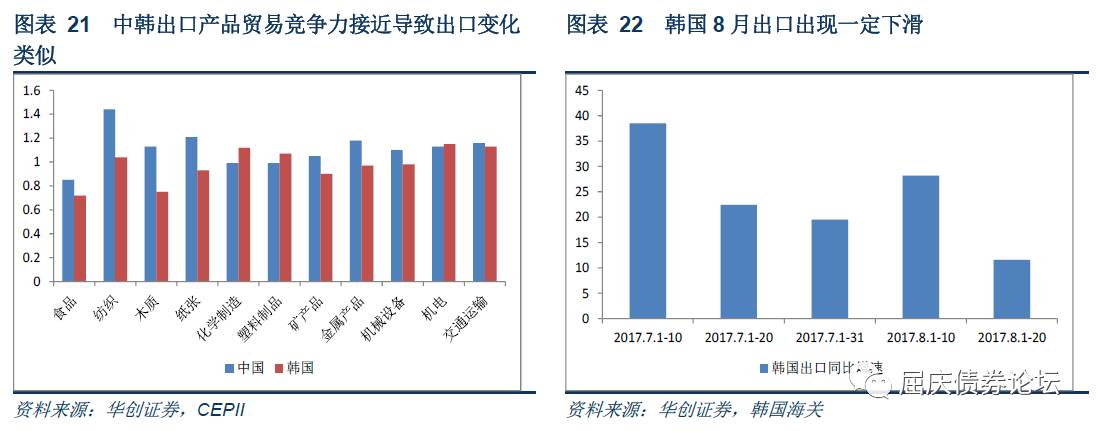 图表 21 中韩出口产品贸易竞争力接近导致出口变化
类似
1.6
1.4
1.2
1
0.8
0.6
0.4
0.2
0
食品 纺织 木质 纸张 化学制造 塑料制品 矿产品 金属产品 机械设备 机电 交通运输
中国 韩国
资料来源：华创证券，CEPII
图表 22 韩国 8 月出口出现一定下滑
45
40
35
30
25
20
15
10
5
0
2017.7.1-10 2017.7.1-20 2017.7.1-31 2017.8.1-10 2017.8.1-20
韩国出口同比增速
屈庆债券论坛
资料来源：华创证券，韩国海关